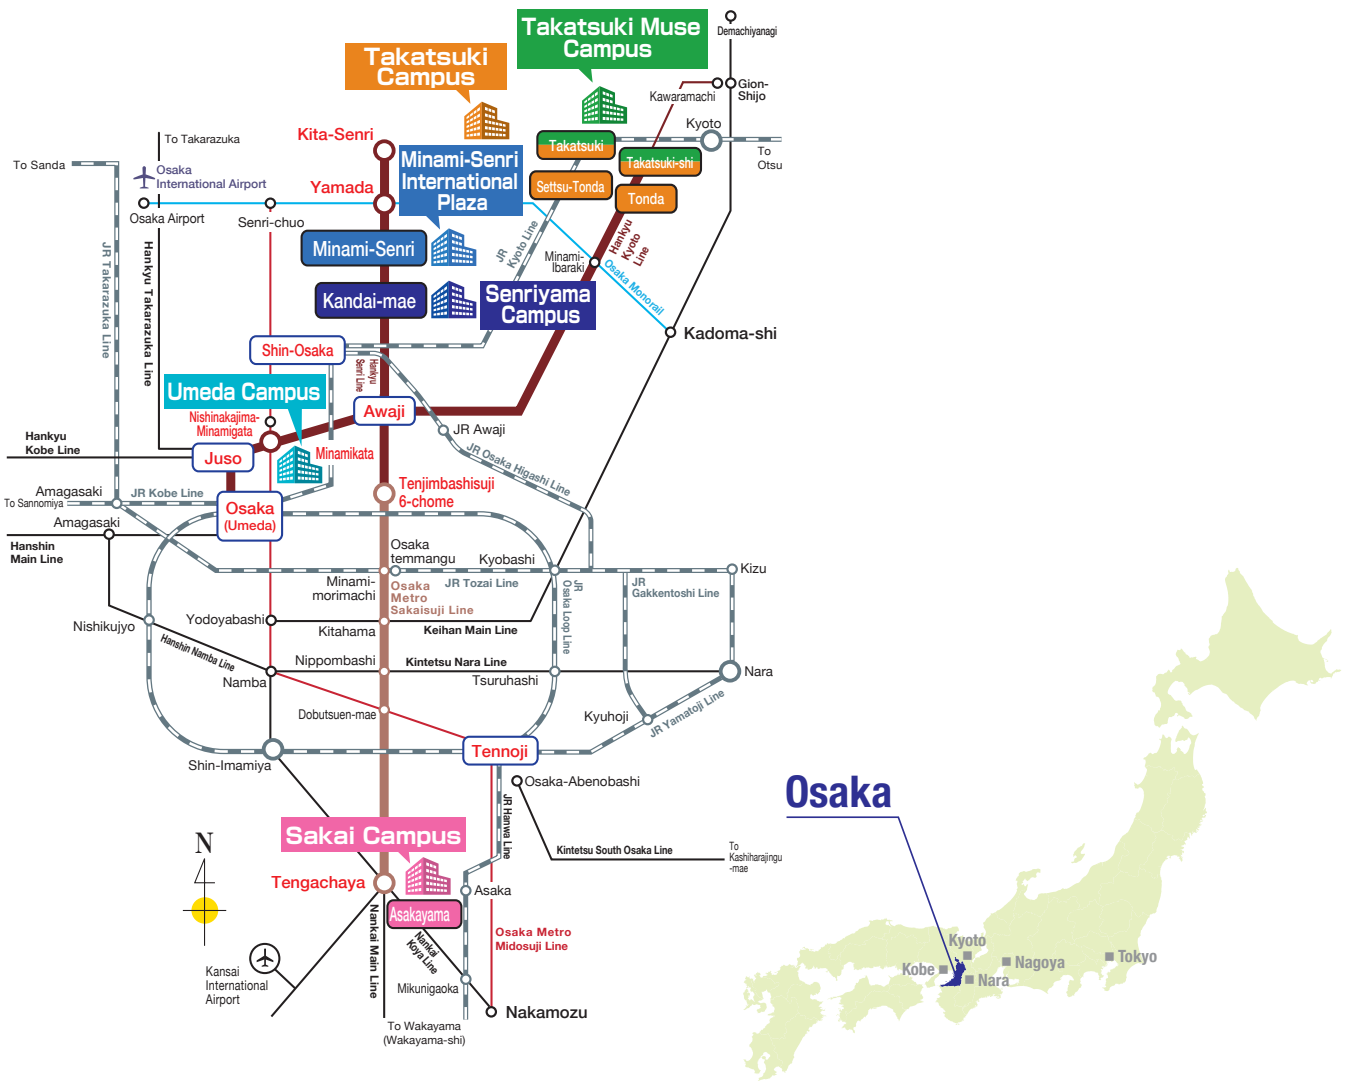 Takatsuki Muse
Campus
Demachiyanagi
Takatsuki
Campus
Kawaramachi
Gion-
Shijo
Kita-Senri
Kyoto
To
Otsu
To Takarazuka
To Sanda
Takatsuki
Takatsuki-shi
Osaka
International Airport
Minami-Senri
International
Plaza
Settsu-Tonda
Tonda
Yamada
Osaka Airport
Senri-chuo
JR
Kyoto Line
Hankyu
Kyoto
Line
JR Takarazuka Line
Hankyu Takarazuka Line
Minami-Senri
Minami-
Ibaraki
Osaka Monorail
Kandai-mae
Senriyama
Campus
Kadoma-shi
Shin-Osaka
Hankyu
Senri Line
Umeda Campus
Awaji
Nishinakajima-
Minamigata
JR Awaji
Hankyu
Kobe Line
Juso
Minamikata
JR Osaka Higashi Line
Amagasaki
To Sannomiya
JR Kobe Line
Tenjimbashisuji
6-chome
Osaka
(Umeda)
Amagasaki
Hanshin
Main Line
Osaka
temmangu
Kyobashi
Kizu
Minami-
morimachi
JR Tozai Line
Osaka
Metro
Sakaisuji Line
JR
Osaka Loop Line
JR
Gakkentoshi Line
Nishikujyo
Yodoyabashi
Kitahama
Keihan Main Line
Hanshin Namba Line
Nippombashi
Kintetsu Nara Line
Namba
Tsuruhashi
Nara
Dobutsuen-mae
Kyuhoji
JR Yamatoji Line
Tennoji
Shin-Imamiya
Osaka-Abenobashi
JR Hanwa Line
Sakai Campus
Kintetsu South Osaka Line
To
Kashiharajingu
-mae
N
Tengachaya
Asaka
Asakayama
Nankai Main Line
Nankai
Koya Line
Osaka Metro
Midosuji Line
Kansai
International
Airport
Mikunigaoka
Nakamozu
To Wakayama
(Wakayama-shi)
Osaka
Kyoto
Kobe
Nagoya
Tokyo
Nara